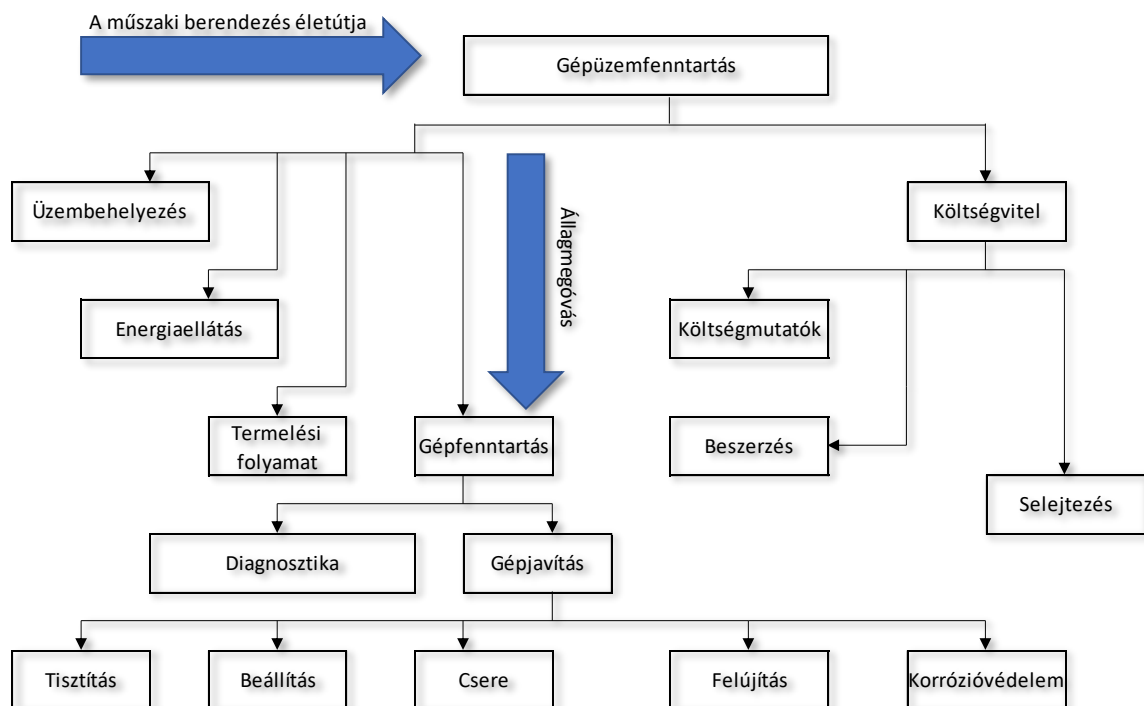 A műszaki berendezés életútja
Gépüzemfenntartás
Üzembehelyezés
Költségvitel
Állagmegóvás
Energiaellátás
Költségmutatók
Termelési
folyamat
Gépfenntartás
Beszerzés
Selejtezés
Diagnosztika
Gépjavítás
Tisztítás
Beállítás
Csere
Felújítás
Korrózióvédelem